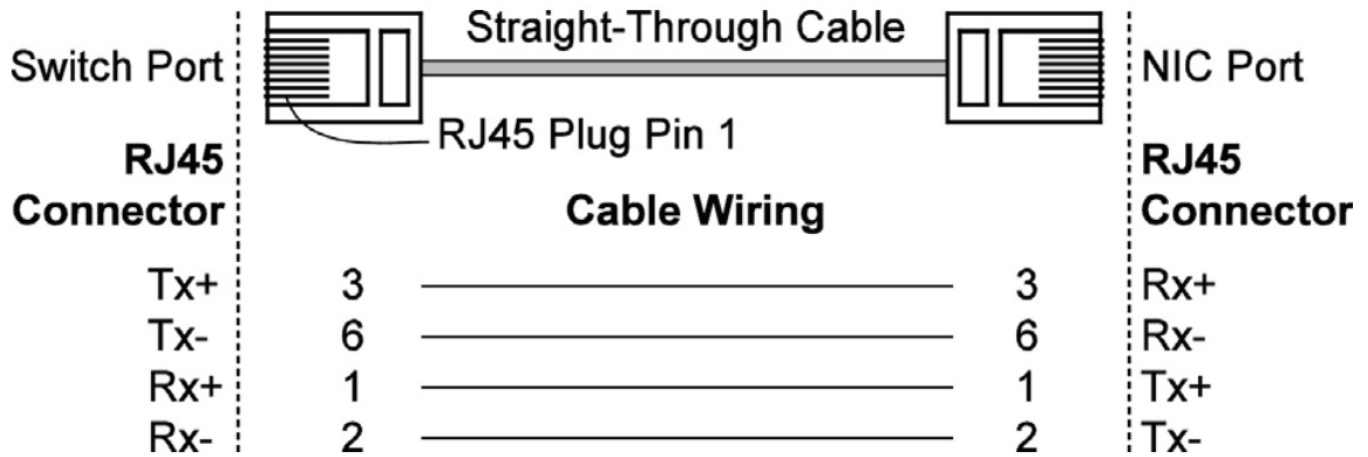 Straight-Through Cable
Switch Port NIC Port
RJ45 Plug Pin 1
RJ45 Connector RJ45 Connector
Cable Wiring
Tx+ 3 3 Rx+
Tx- 6 6 Rx-
Rx+ 1 1 Tx+
Rx- 2 2 Tx-